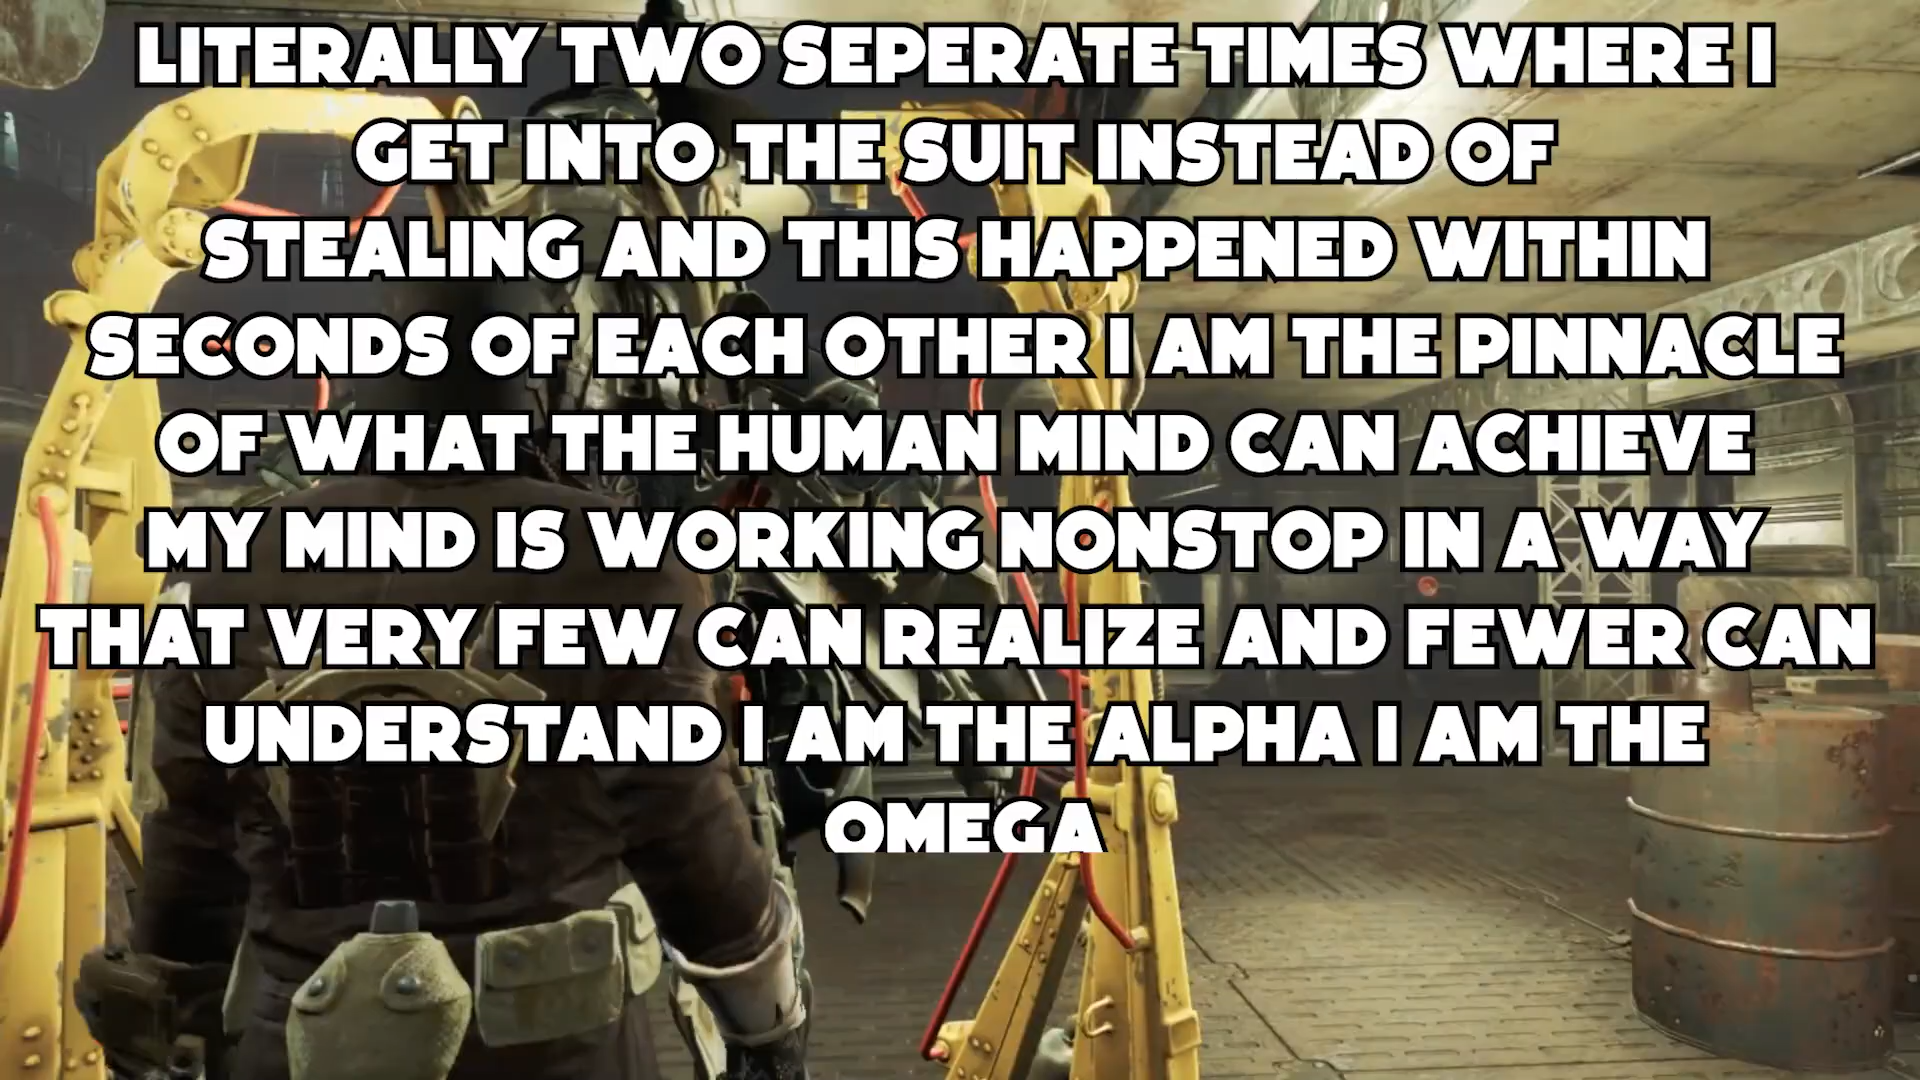 LITERALLY TWO SEPERATE TIMES WHERE I
GET INTO THE SUIT INSTEAD OF
STEALING AND THIS HAPPENED WITHIN
SECONDS OF EACH OTHER I AM THE PINNACLE
OF WHAT THE HUMAN MIND CAN ACHIEVE
MY MIND IS WORKING NONSTOP IN A WAY
THAT VERY FEW CAN REALIZE AND FEWER CAN
UNDERSTAND I AM THE ALPHA I AM THE
OMEGA